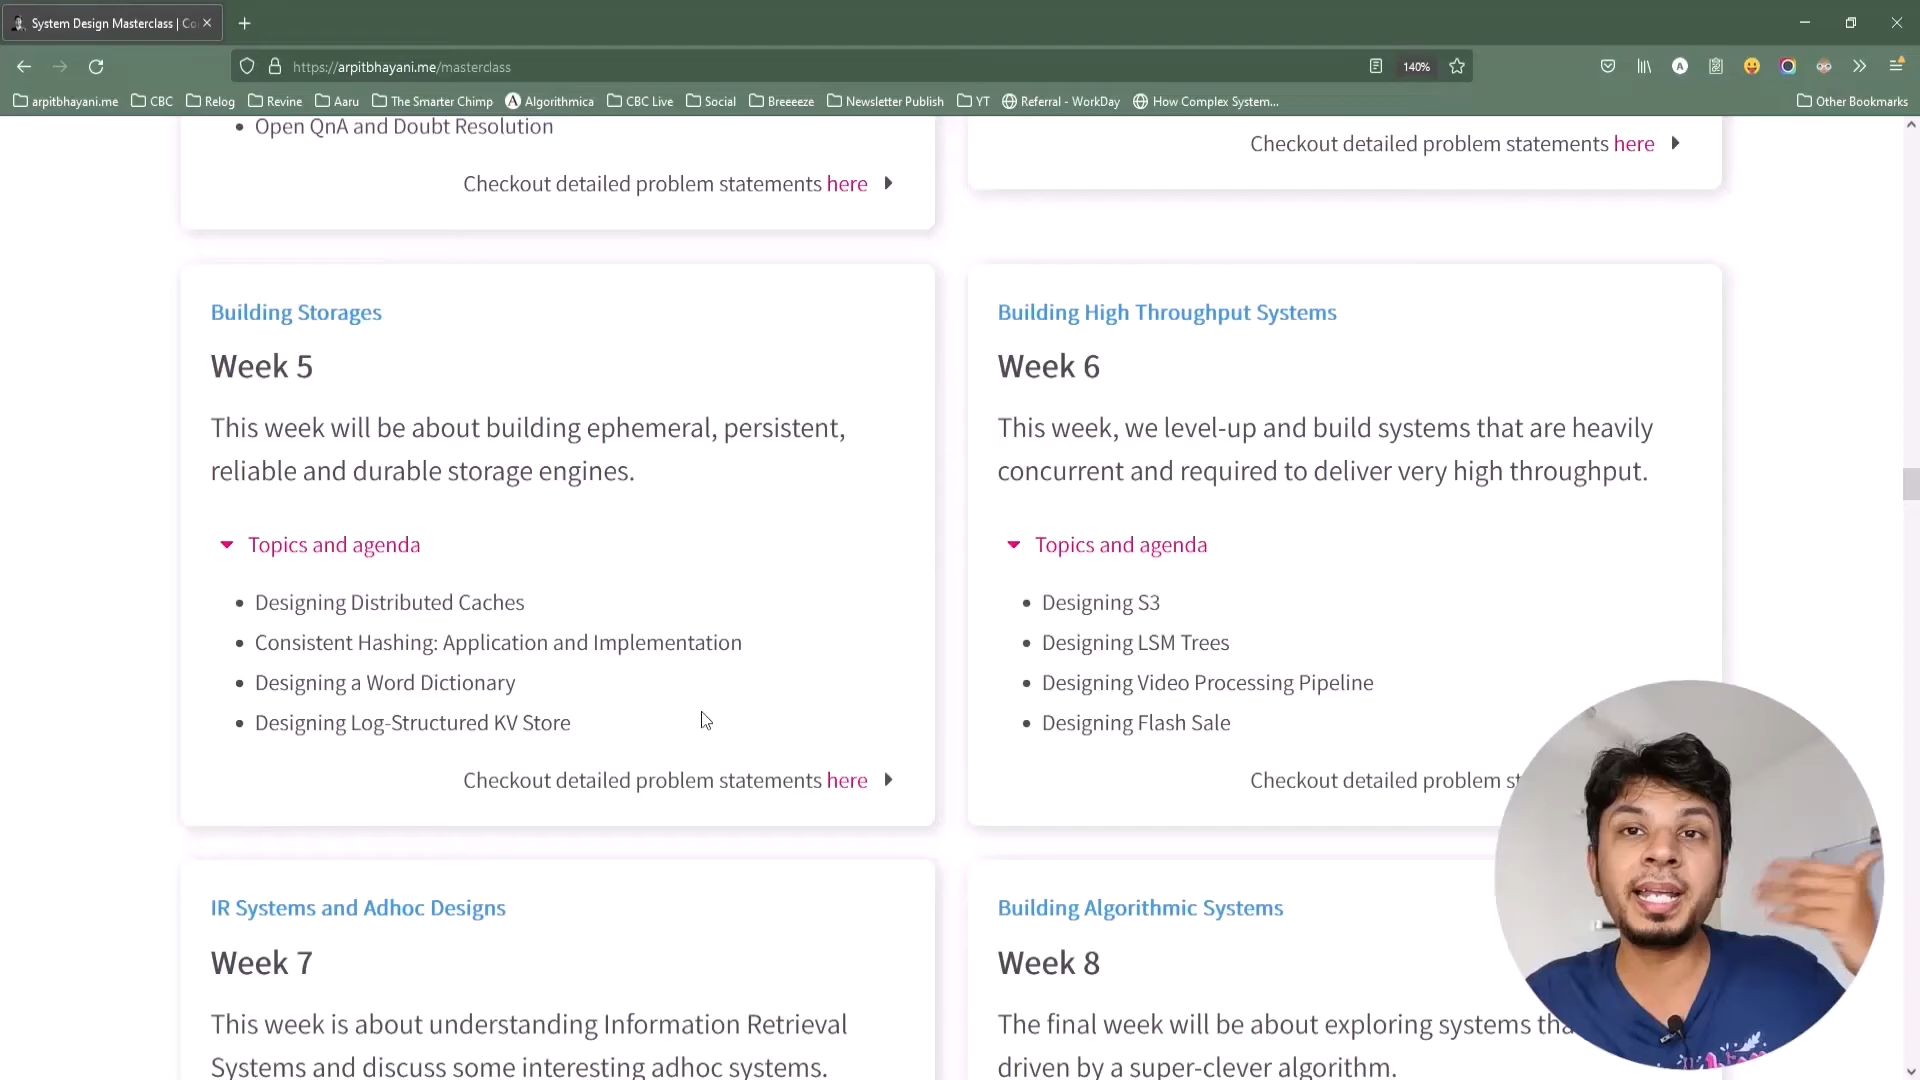 System Design Masterclass | Co
https://arpitbhayani.me/masterclass
140%
arpitbhayani.me
CBC
Relog
Revine
Aaru
The Smarter Chimp
Algorithmica
CBC Live
Social
Breeeeze
Newsletter Publish
YT
Referral - WorkDay
How Complex System...
Other Bookmarks
• Open QnA and Doubt Resolution
Checkout detailed problem statements here
Checkout detailed problem statements here
Building Storages
Week 5
This week will be about building ephemeral, persistent,
reliable and durable storage engines.
Topics and agenda
• Designing Distributed Caches
• Consistent Hashing: Application and Implementation
• Designing a Word Dictionary
• Designing Log-Structured KV Store
Checkout detailed problem statements here
Building High Throughput Systems
Week 6
This week, we level-up and build systems that are heavily
concurrent and required to deliver very high throughput.
Topics and agenda
• Designing S3
• Designing LSM Trees
• Designing Video Processing Pipeline
• Designing Flash Sale
Checkout detailed problem st
IR Systems and Adhoc Designs
Week 7
This week is about understanding Information Retrieval
Systems and discuss some interesting adhoc systems.
Building Algorithmic Systems
Week 8
The final week will be about exploring systems tha
driven by a super-clever algorithm.